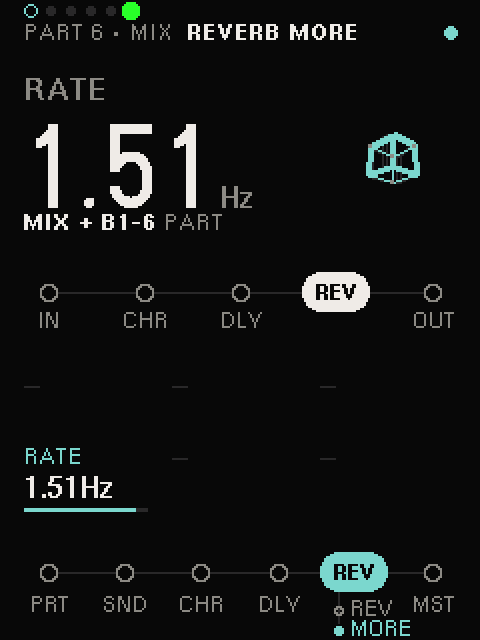 PART 6 · MIX REVERB MORE
RATE
1.51 Hz
MIX + B1-6 PART
REV
IN CHR DLY OUT
RATE
1.51Hz
REV
PRT SND CHR DLY REV MST
MORE